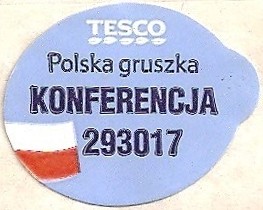 TESCO
Polska gruszka
KONFERENCJA
293017